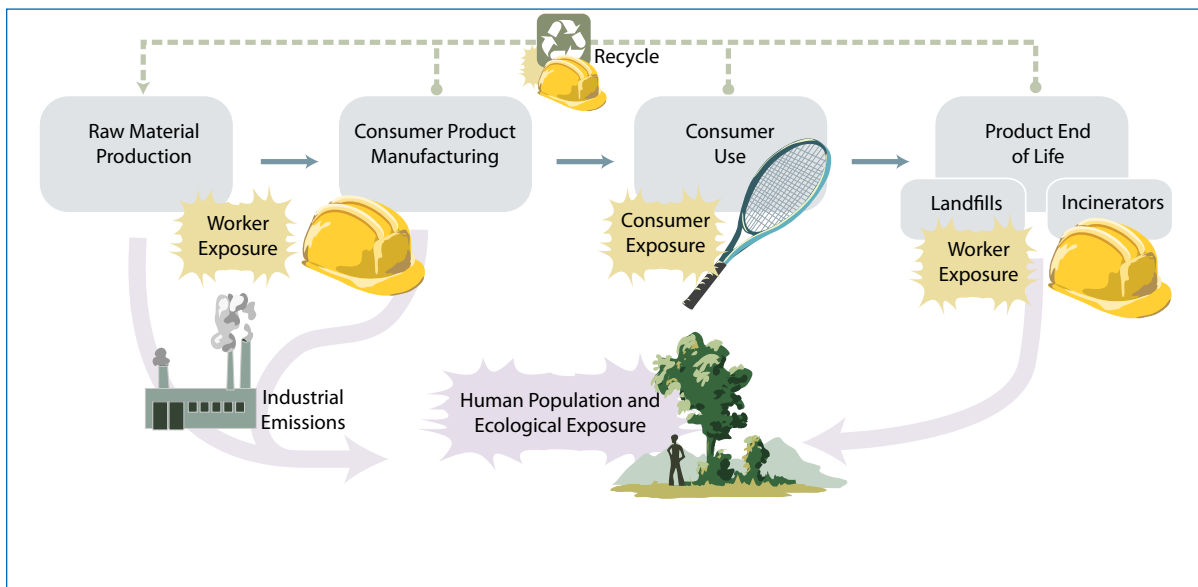 Recycle
Raw Material
Production
Consumer Product
Manufacturing
Consumer
Use
Product End
of Life
Landfills
Incinerators
Worker
Exposure
Consumer
Exposure
Worker
Exposure
Industrial
Emissions
Human Population and
Ecological Exposure